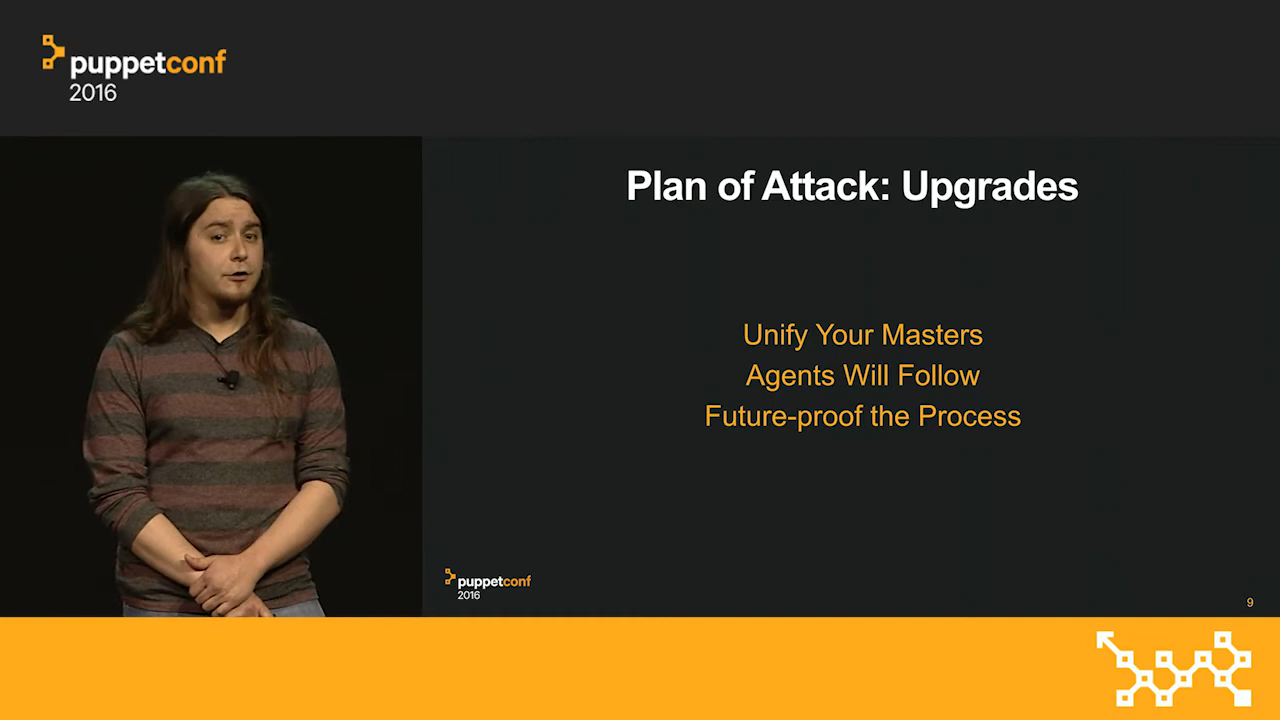 puppetconf
2016
Plan of Attack: Upgrades
Unify Your Masters
Agents Will Follow
Future-proof the Process
puppetconf
2016
9